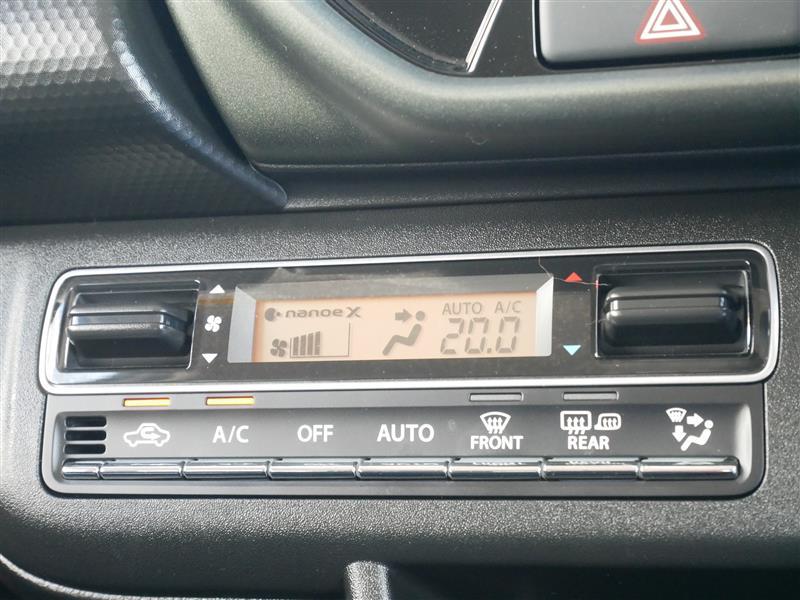 nanoe X
AUTO A/C
20.0
A/C
OFF
AUTO
FRONT
REAR